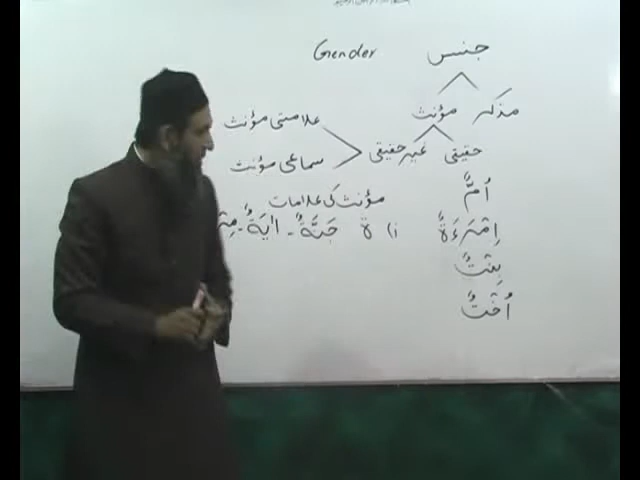 جنس Gender
مذکر مؤنث
حقیقی غیر حقیقی
علامتی مؤنث
سماعی مؤنث
مؤنث کی علامات
أُمٌّ
اِمْرَءَةٌ
بِنْتٌ
أُخْتٌ
i) ة جَنَّةٌ - اٰيَةٌ -